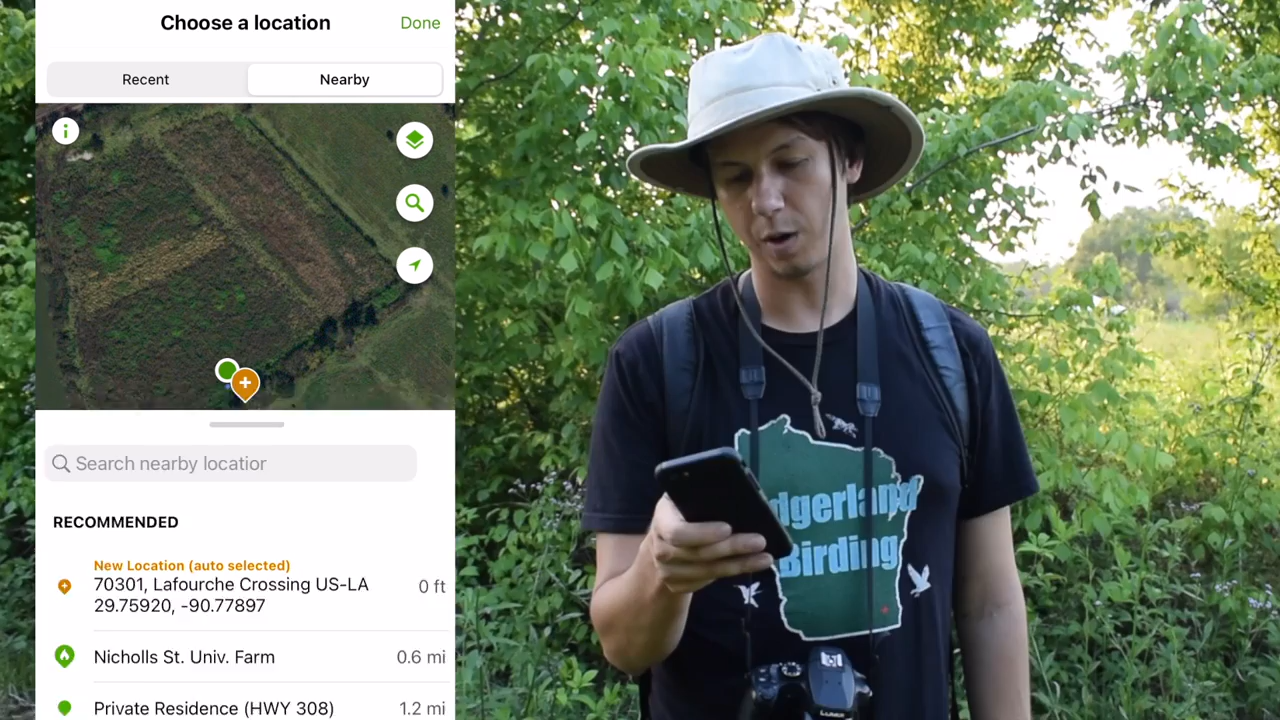 Choose a location
Done
Recent
Nearby
Search nearby locatior
RECOMMENDED
New Location (auto selected)
70301, Lafourche Crossing US-LA
0 ft
29.75920, -90.77897
Nicholls St. Univ. Farm
0.6 mi
Private Residence (HWY 308)
1.2 mi
dgerland
Birding
LUMIX